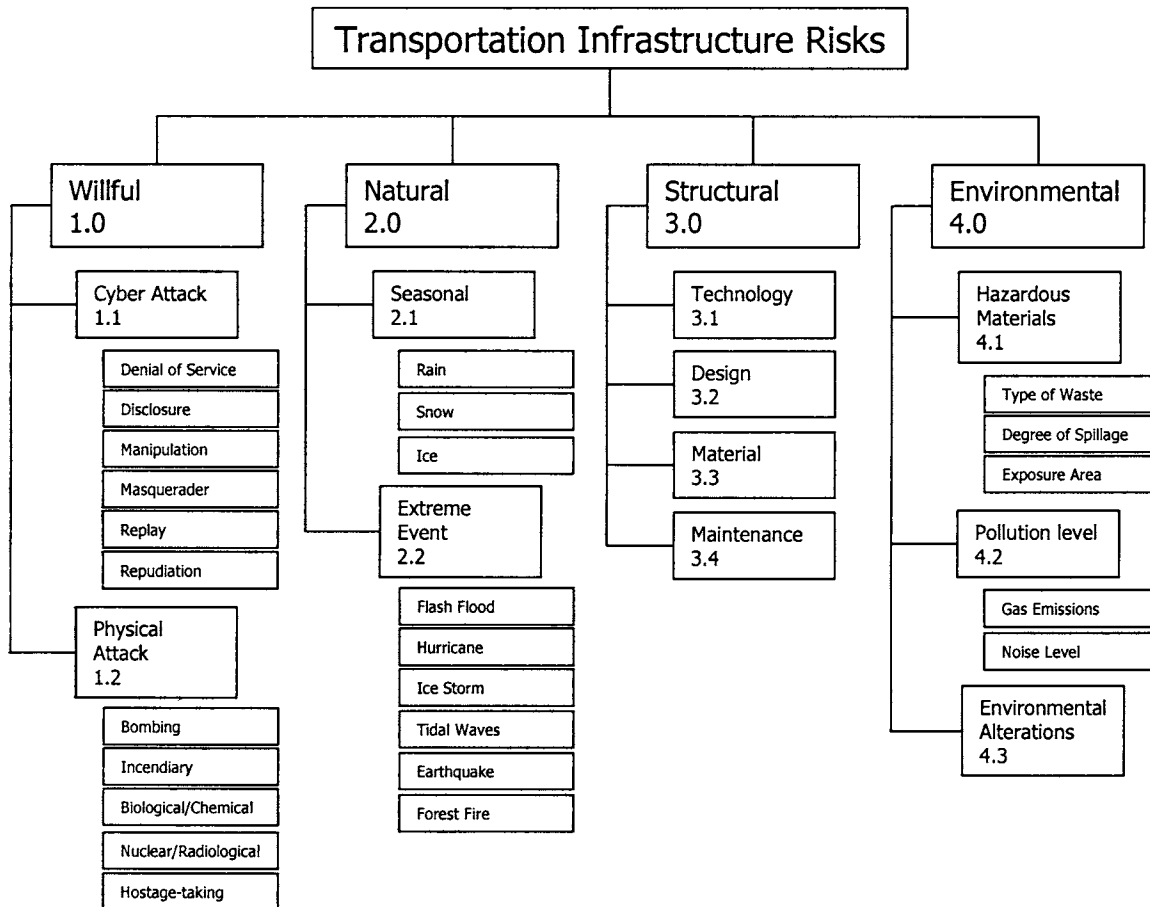 Transportation Infrastructure Risks
Willful
1.0
Cyber Attack
1.1
Denial of Service
Disclosure
Manipulation
Masquerader
Replay
Repudiation
Physical
Attack
1.2
Bombing
Incendiary
Biological/Chemical
Nuclear/Radiological
Hostage-taking
Natural
2.0
Seasonal
2.1
Rain
Snow
Ice
Extreme
Event
2.2
Flash Flood
Hurricane
Ice Storm
Tidal Waves
Earthquake
Forest Fire
Structural
3.0
Technology
3.1
Design
3.2
Material
3.3
Maintenance
3.4
Environmental
4.0
Hazardous
Materials
4.1
Type of Waste
Degree of Spillage
Exposure Area
Pollution level
4.2
Gas Emissions
Noise Level
Environmental
Alterations
4.3